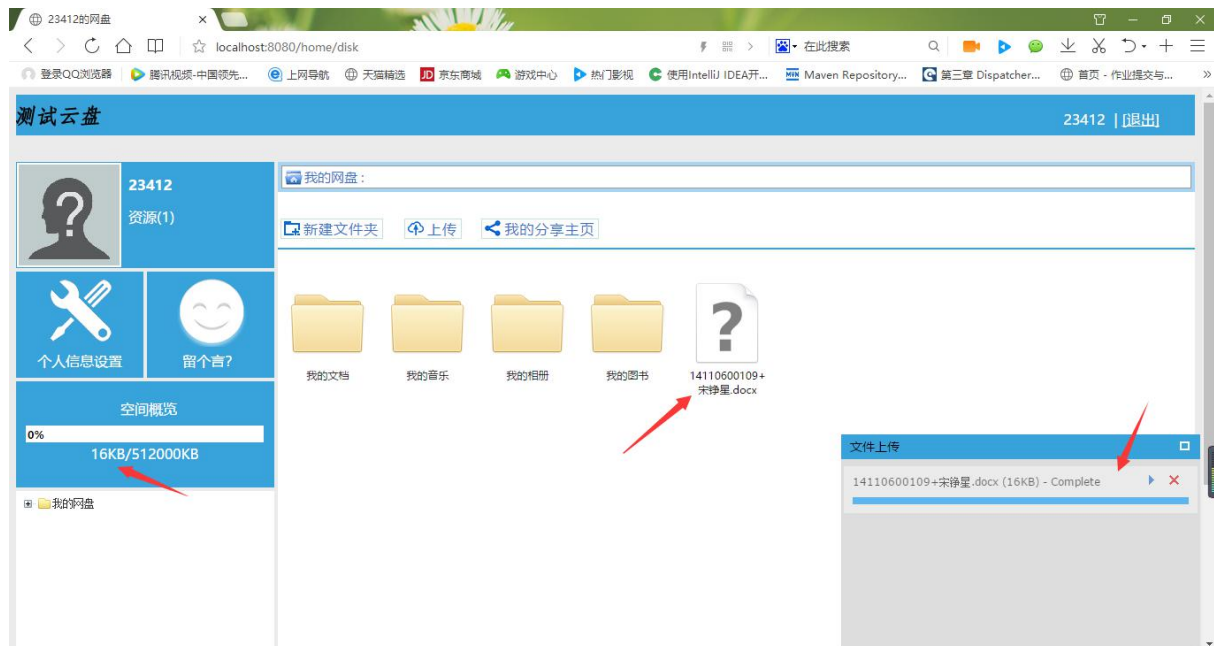 23412的网盘
localhost:8080/home/disk
在此搜索
登录QQ浏览器
腾讯视频-中国领先...
上网导航
天猫精选
JD 京东商城
游戏中心
热门影视
使用IntelliJ IDEA开...
MVN Maven Repository...
第三章 Dispatcher...
首页 - 作业提交与...
测试云盘
23412 | [退出]
23412
资源(1)
我的网盘 :
新建文件夹
上传
我的分享主页
个人信息设置
留个言?
我的文档
我的音乐
我的相册
我的图书
14110600109+
宋铮星.docx
空间概览
0%
16KB/512000KB
我的网盘
文件上传
14110600109+宋铮星.docx (16KB) - Complete